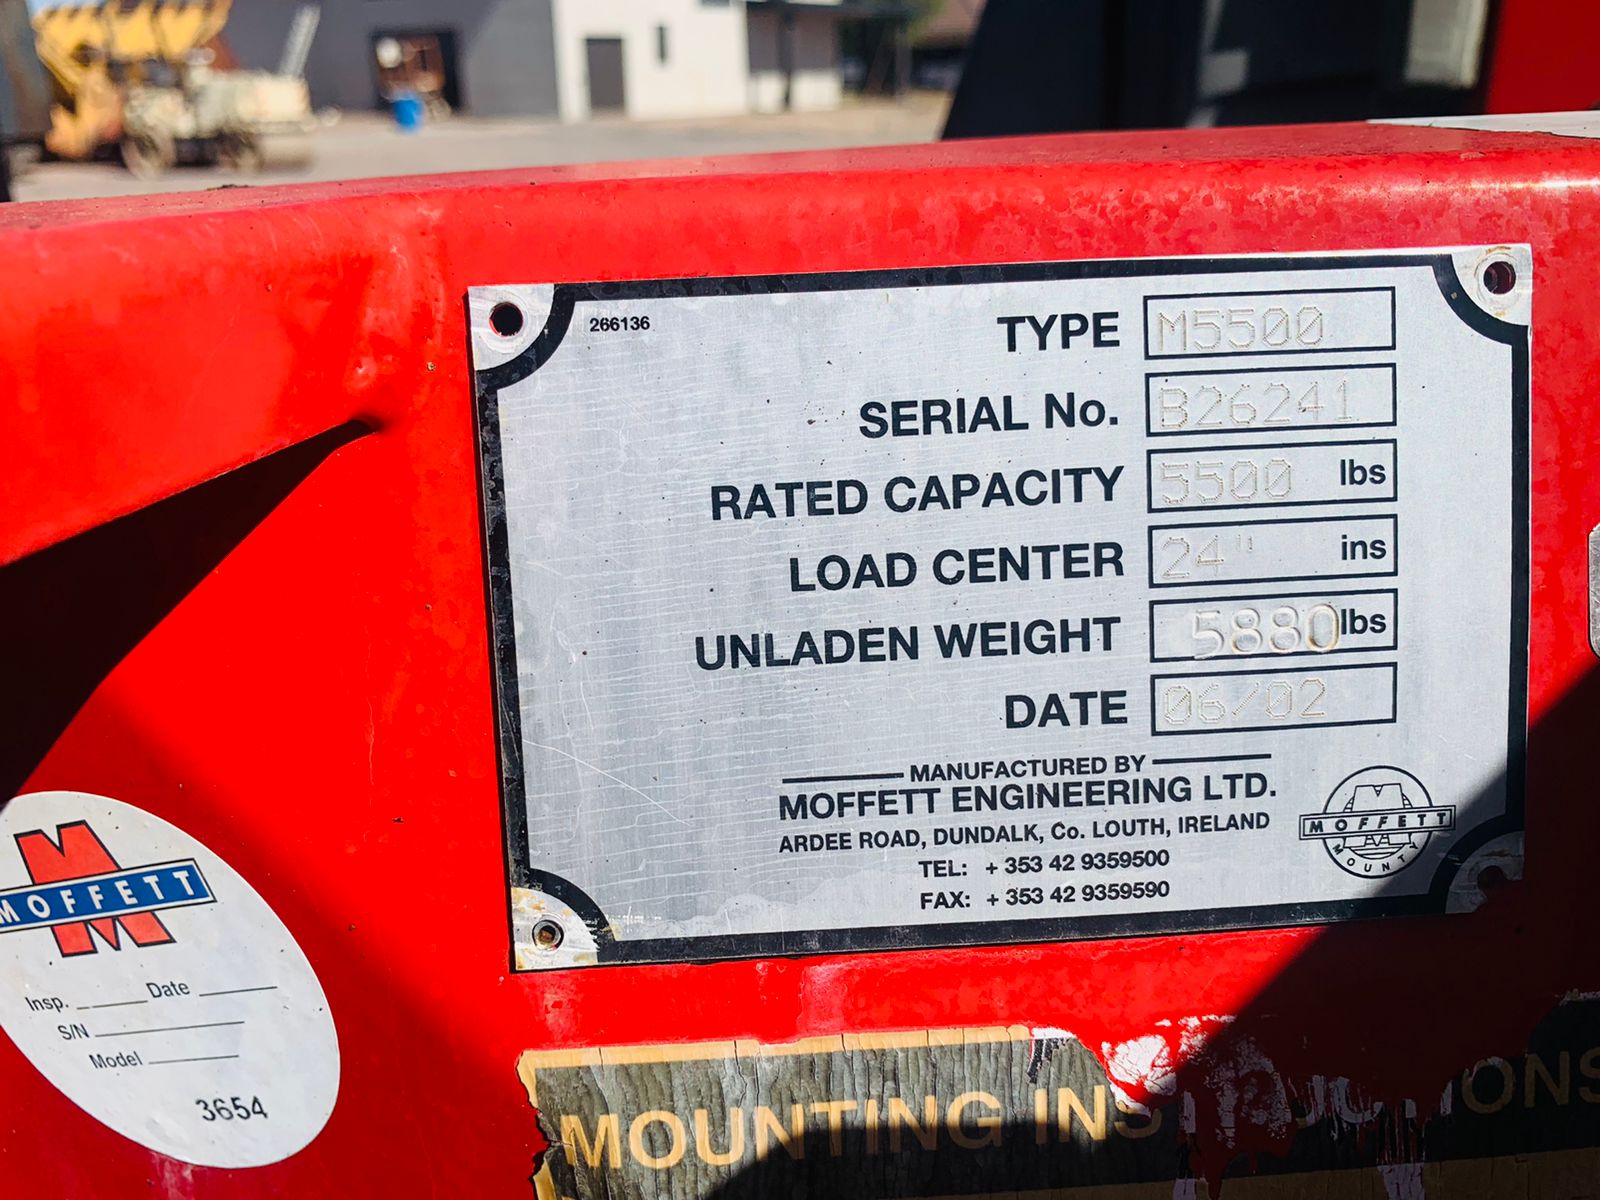 266136
TYPE M5500
SERIAL No. B26241
RATED CAPACITY 5500 lbs
LOAD CENTER 24" ins
UNLADEN WEIGHT 5880 lbs
DATE 06/02
MANUFACTURED BY
MOFFETT ENGINEERING LTD.
ARDEE ROAD, DUNDALK, Co. LOUTH, IRELAND
TEL: + 353 42 9359500
FAX: + 353 42 9359590
M
MOFFETT
MOUNTY
M
MOFFETT
Insp. Date
S/N
Model
3654
MOUNTING INSTRUCTIONS